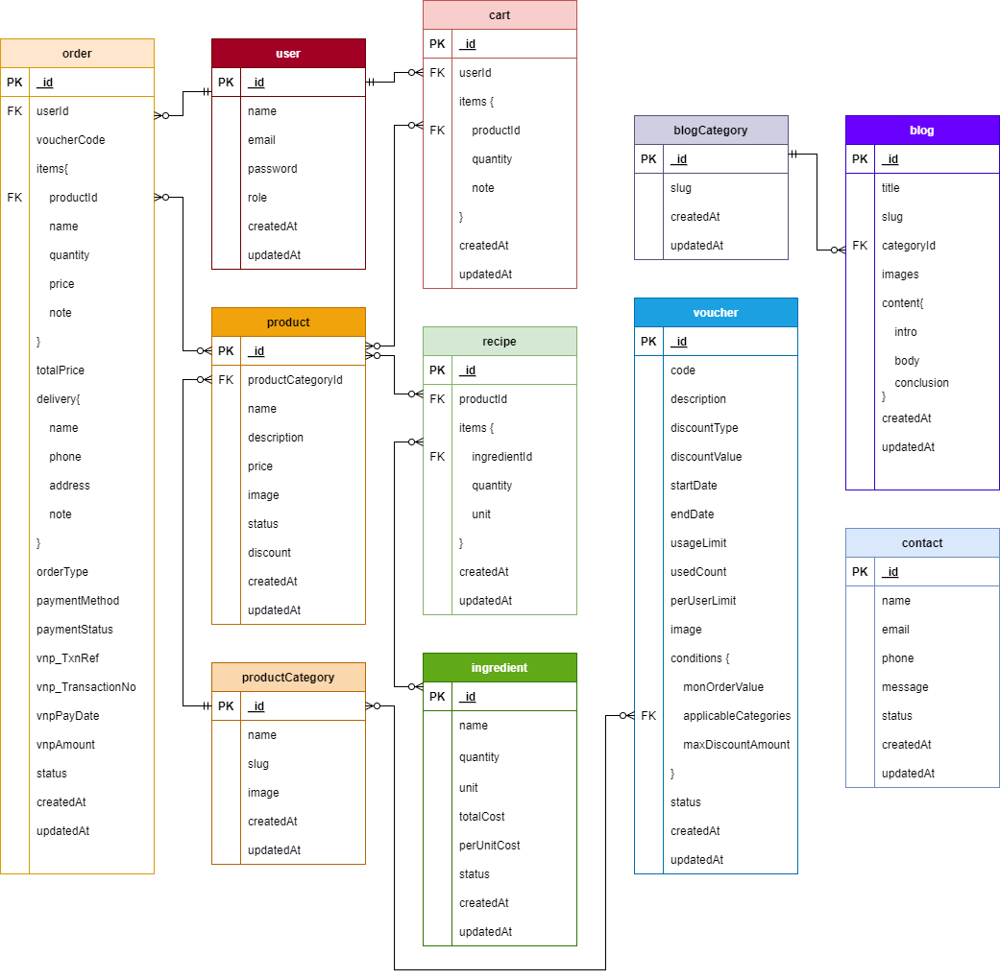 order
PK _id
FK userId
voucherCode
items{
FK productId
name
quantity
price
note
}
totalPrice
delivery{
name
phone
address
note
}
orderType
paymentMethod
paymentStatus
vnp_TxnRef
vnp_TransactionNo
vnpPayDate
vnpAmount
status
createdAt
updatedAt
user
PK _id
name
email
password
role
createdAt
updatedAt
product
PK _id
FK productCategoryId
name
description
price
image
status
discount
createdAt
updatedAt
productCategory
PK _id
name
slug
image
createdAt
updatedAt
cart
PK _id
FK userId
items {
FK productId
quantity
note
}
createdAt
updatedAt
recipe
PK _id
FK productId
items {
FK ingredientId
quantity
unit
}
createdAt
updatedAt
ingredient
PK _id
name
quantity
unit
totalCost
perUnitCost
status
createdAt
updatedAt
blogCategory
PK _id
slug
createdAt
updatedAt
voucher
PK _id
code
description
discountType
discountValue
startDate
endDate
usageLimit
usedCount
perUserLimit
image
conditions {
monOrderValue
FK applicableCategories
maxDiscountAmount
}
status
createdAt
updatedAt
blog
PK _id
title
slug
FK categoryId
images
content{
intro
body
conclusion
}
createdAt
updatedAt
contact
PK _id
name
email
phone
message
status
createdAt
updatedAt